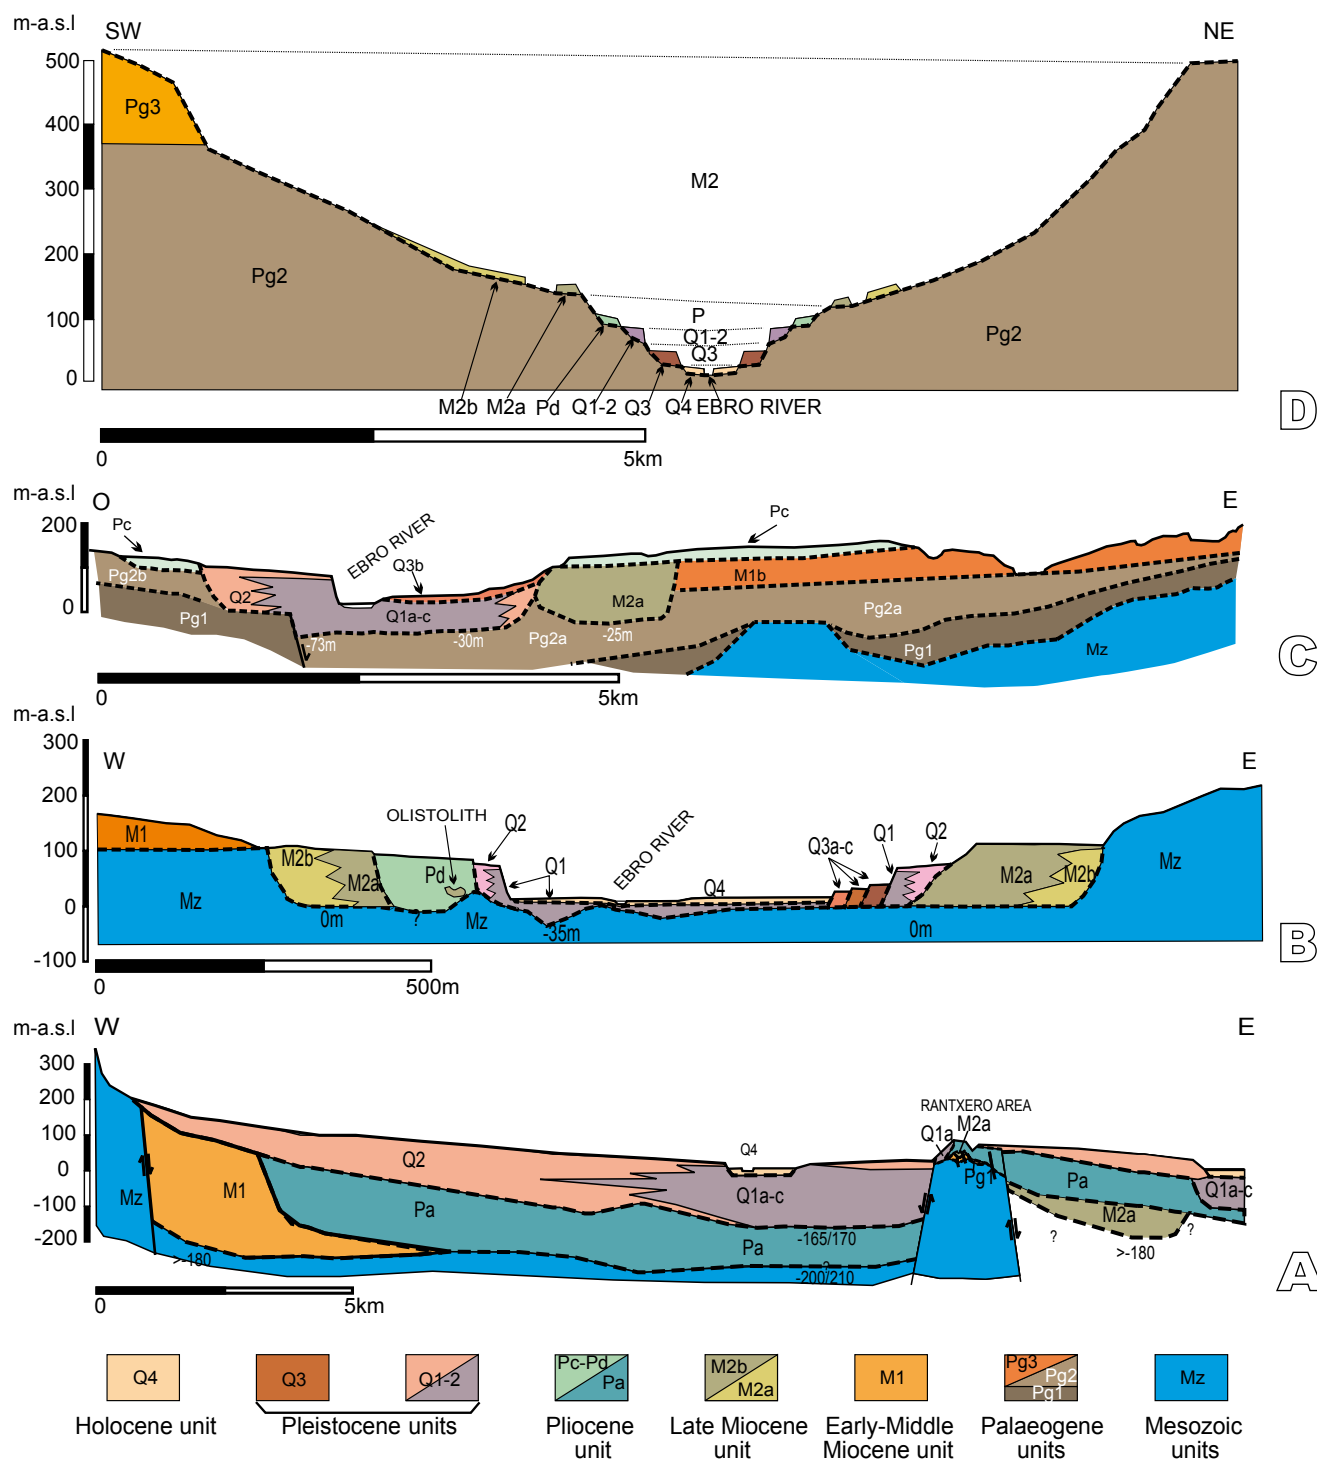 m-a.s.l
SW
NE
500
400
300
200
100
0
Pg3
M2
Pg2
Pg2
P
Q1-2
Q3
M2b M2a Pd Q1-2 Q3 Q4 EBRO RIVER
D
0 5km
m-a.s.l
O
E
200
100
0
Pc
EBRO RIVER
Pc
Q3b
Pg2b
Q2
M1b
M2a
Pg1
Q1a-c
Pg2a
-73m
-30m
Pg2a
-25m
Pg1
Mz
C
0 5km
m-a.s.l
W
E
300
200
100
0
-100
OLISTOLITH
Q2
EBRO RIVER
M1
Q1
Q4
Q3a-c
Q1
Q2
M2b
M2a
Pd
M2a
M2b
Mz
Mz
0m
?
Mz
-35m
0m
B
0 500m
m-a.s.l
W
E
300
200
100
0
-100
-200
RANTXERO AREA
Q1a
M2a
Q4
Q2
Pg1
Mz
M1
Pa
Q1a-c
Pa
Q1a-c
M2a
Pa
-165/170
?
?
>-180
?
-200/210
>-180
A
0 5km
Q4
Q3
Q1-2
Pc-Pd
Pa
M2b
M2a
M1
Pg3
Pg2
Pg1
Mz
Holocene unit
Pleistocene units
Pliocene
unit
Late Miocene
unit
Early-Middle
Miocene unit
Palaeogene
units
Mesozoic
units